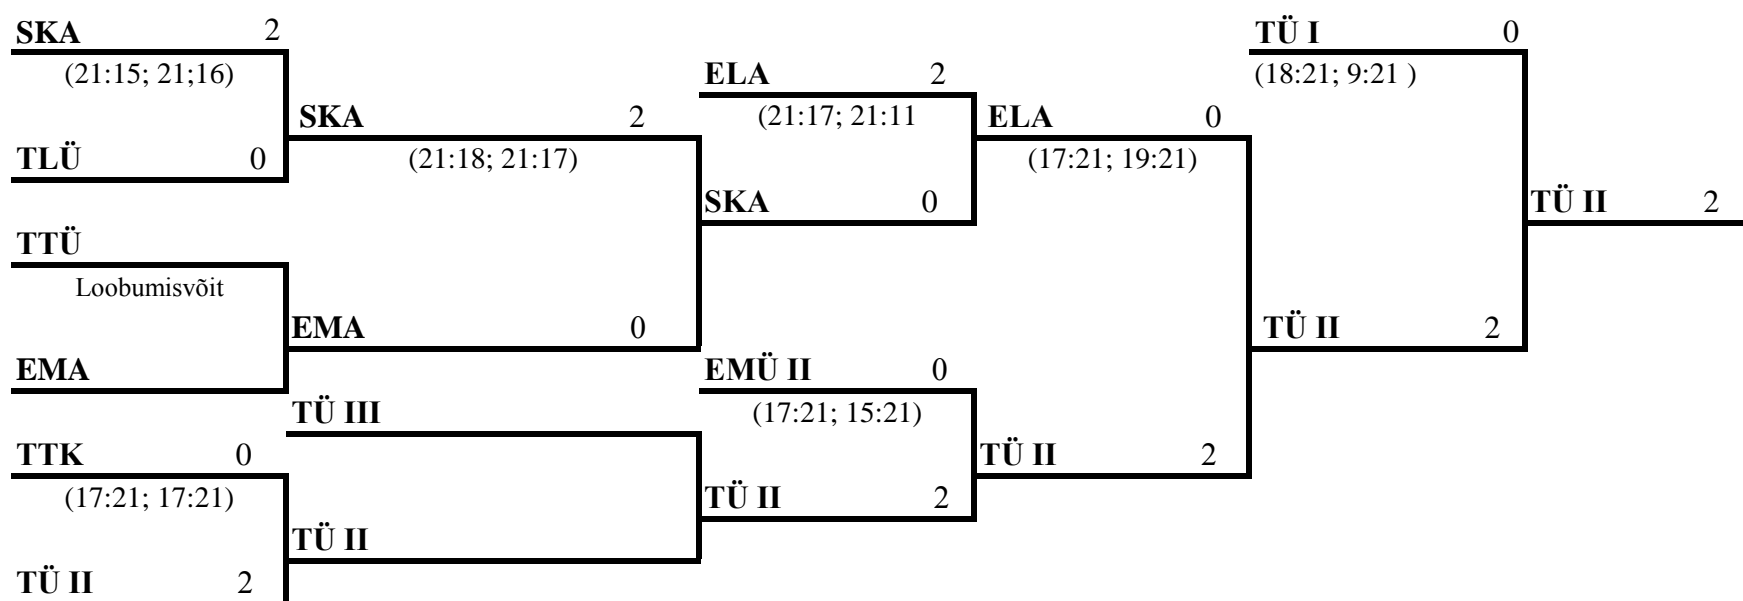 SKA 2
(21:15; 21;16)
TLÜ 0
TTÜ
Loobumisvõit
EMA
TTK 0
(17:21; 17:21)
TÜ II 2
SKA 2
(21:18; 21:17)
EMA 0
TÜ III
TÜ II
ELA 2
(21:17; 21:11
SKA 0
EMÜ II 0
(17:21; 15:21)
TÜ II 2
ELA 0
(17:21; 19:21)
TÜ II 2
TÜ I 0
(18:21; 9:21 )
TÜ II 2
TÜ II 2